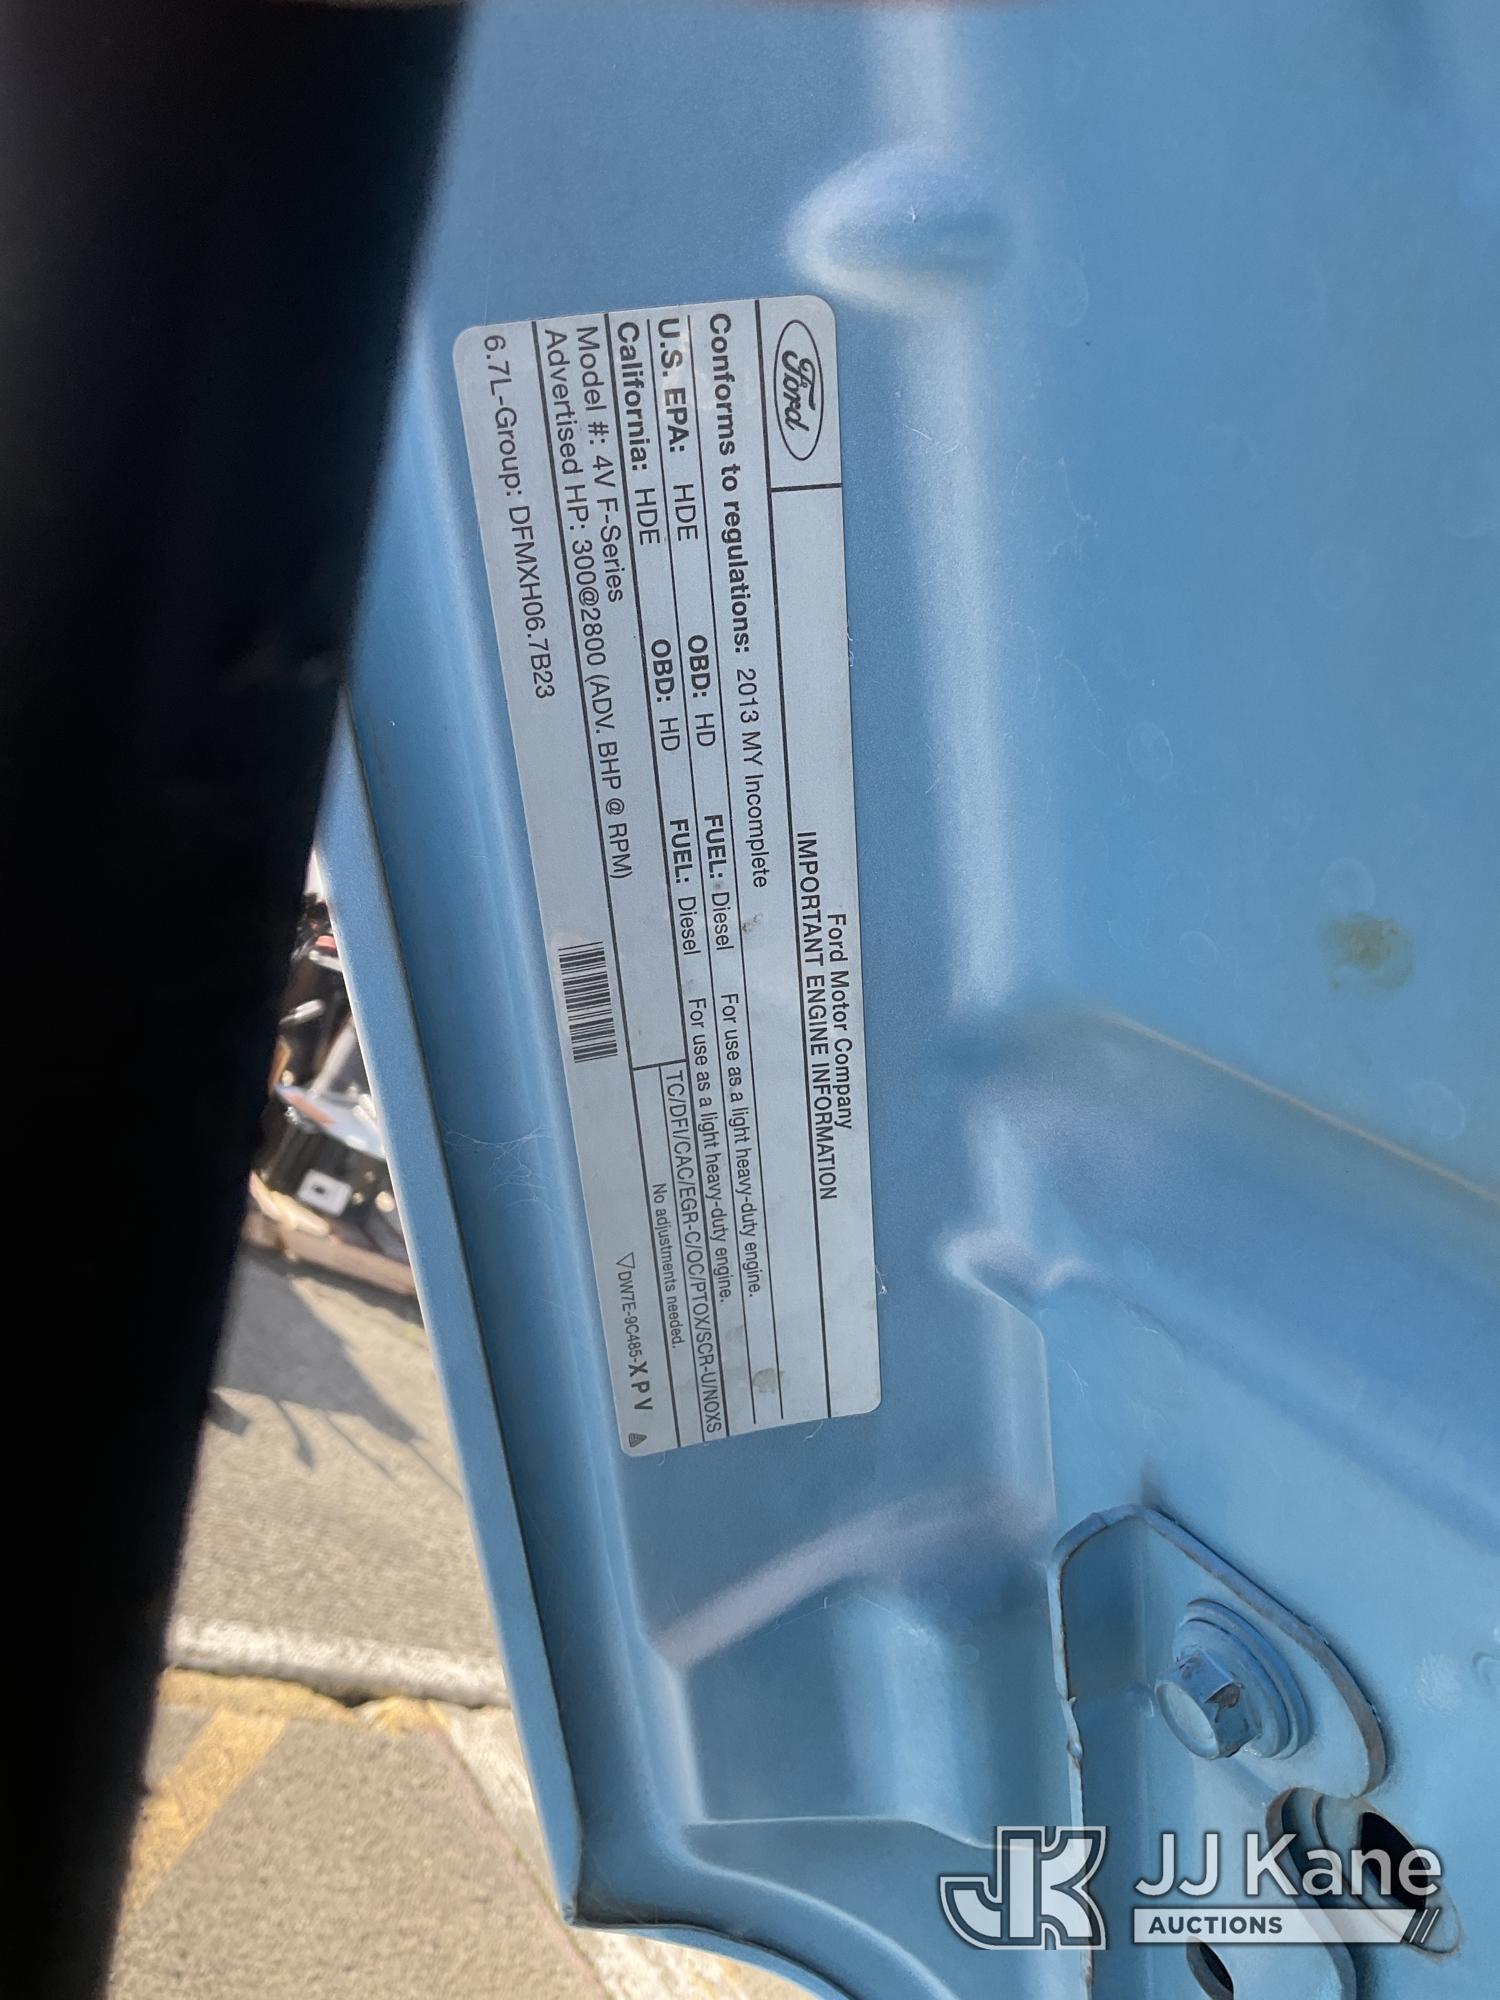 Ford
Ford Motor Company
IMPORTANT ENGINE INFORMATION
Conforms to regulations: 2013 MY Incomplete
U.S. EPA: HDE OBD: HD FUEL: Diesel For use as a light heavy-duty engine.
California: HDE OBD: HD FUEL: Diesel For use as a light heavy-duty engine.
Model #: 4V F-Series TC/DFI/CAC/EGR-C/OC/PTOX/SCR-U/NOXS
Advertised HP: 300@2800 (ADV. BHP @ RPM) No adjustments needed.
6.7L-Group: DFMXH06.7B23 DW7E-9C485-XPV
JK JJ Kane
AUCTIONS